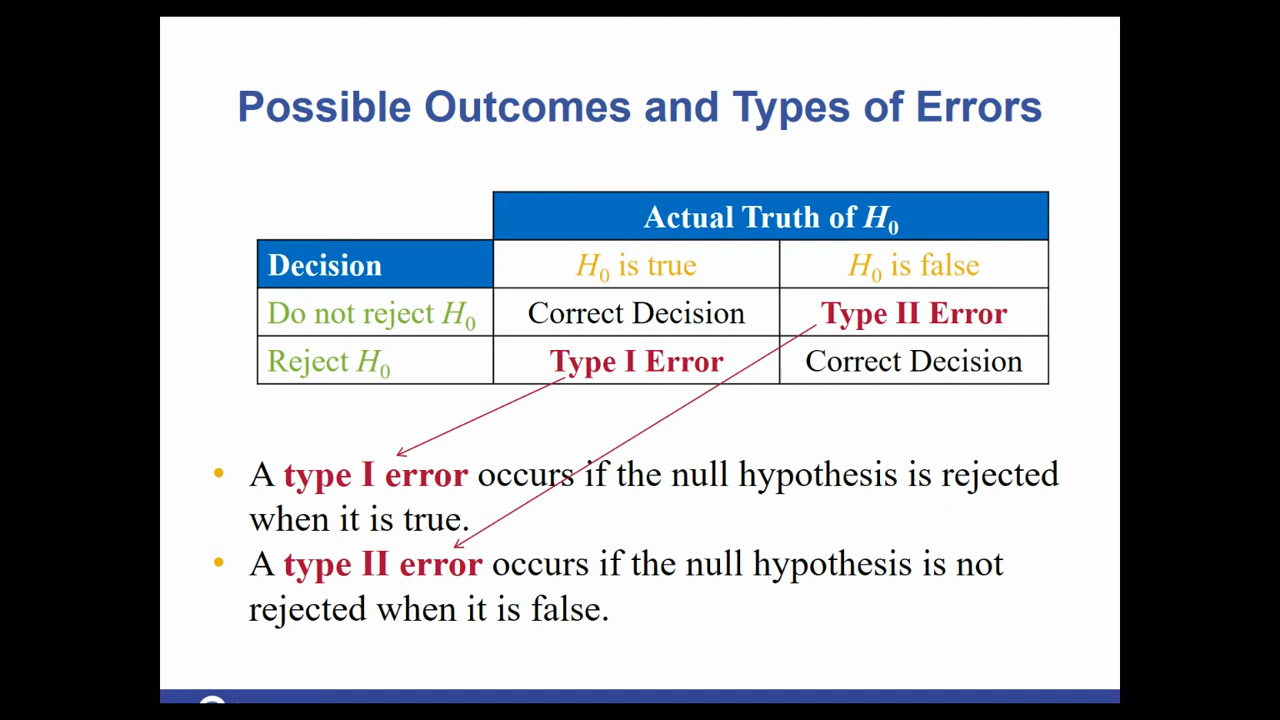 Possible Outcomes and Types of Errors
Actual Truth of H₀
Decision H₀ is true H₀ is false
Do not reject H₀ Correct Decision Type II Error
Reject H₀ Type I Error Correct Decision
• A type I error occurs if the null hypothesis is rejected
when it is true.
• A type II error occurs if the null hypothesis is not
rejected when it is false.